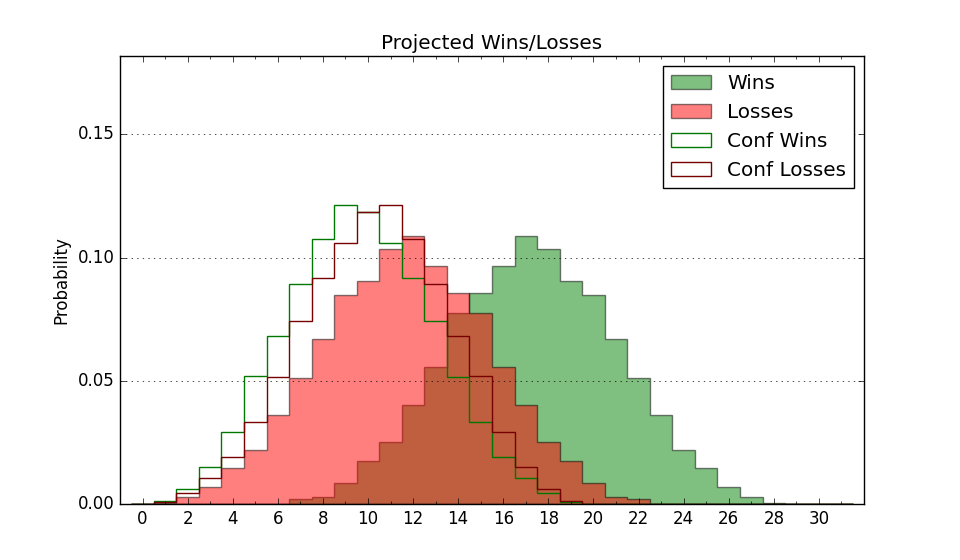 Projected Wins/Losses
Wins
Losses
Conf Wins
Conf Losses
Probability
0.15
0.10
0.05
0.00
0 2 4 6 8 10 12 14 16 18 20 22 24 26 28 30